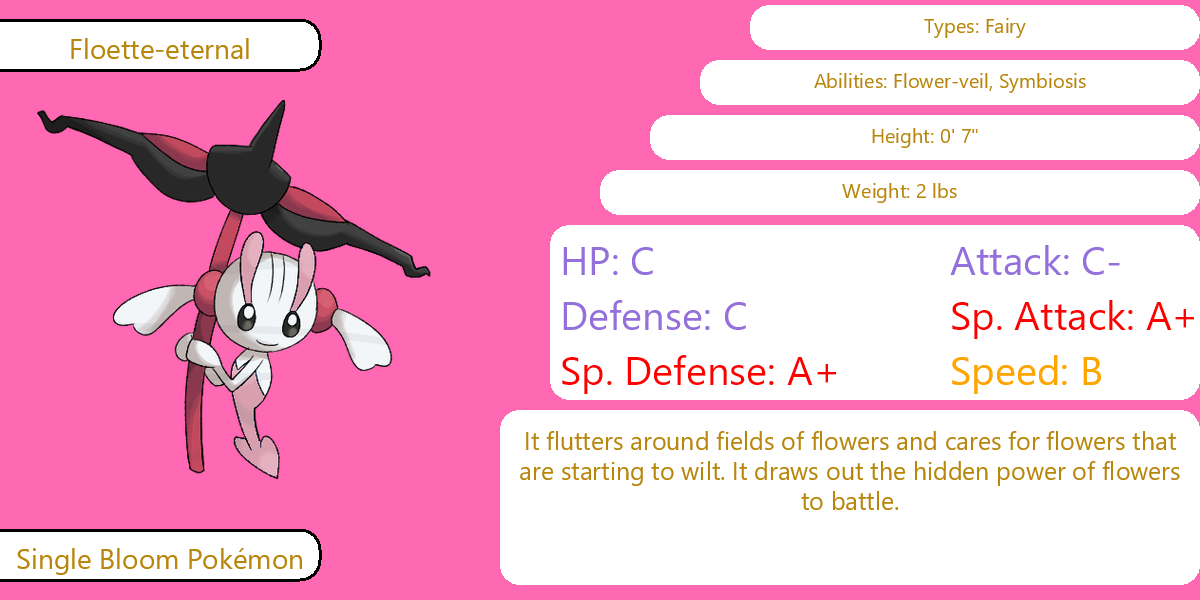 Floette-eternal
Types: Fairy
Abilities: Flower-veil, Symbiosis
Height: 0' 7"
Weight: 2 lbs
HP: C
Attack: C-
Defense: C
Sp. Attack: A+
Sp. Defense: A+
Speed: B
It flutters around fields of flowers and cares for flowers that
are starting to wilt. It draws out the hidden power of flowers
to battle.
Single Bloom Pokémon